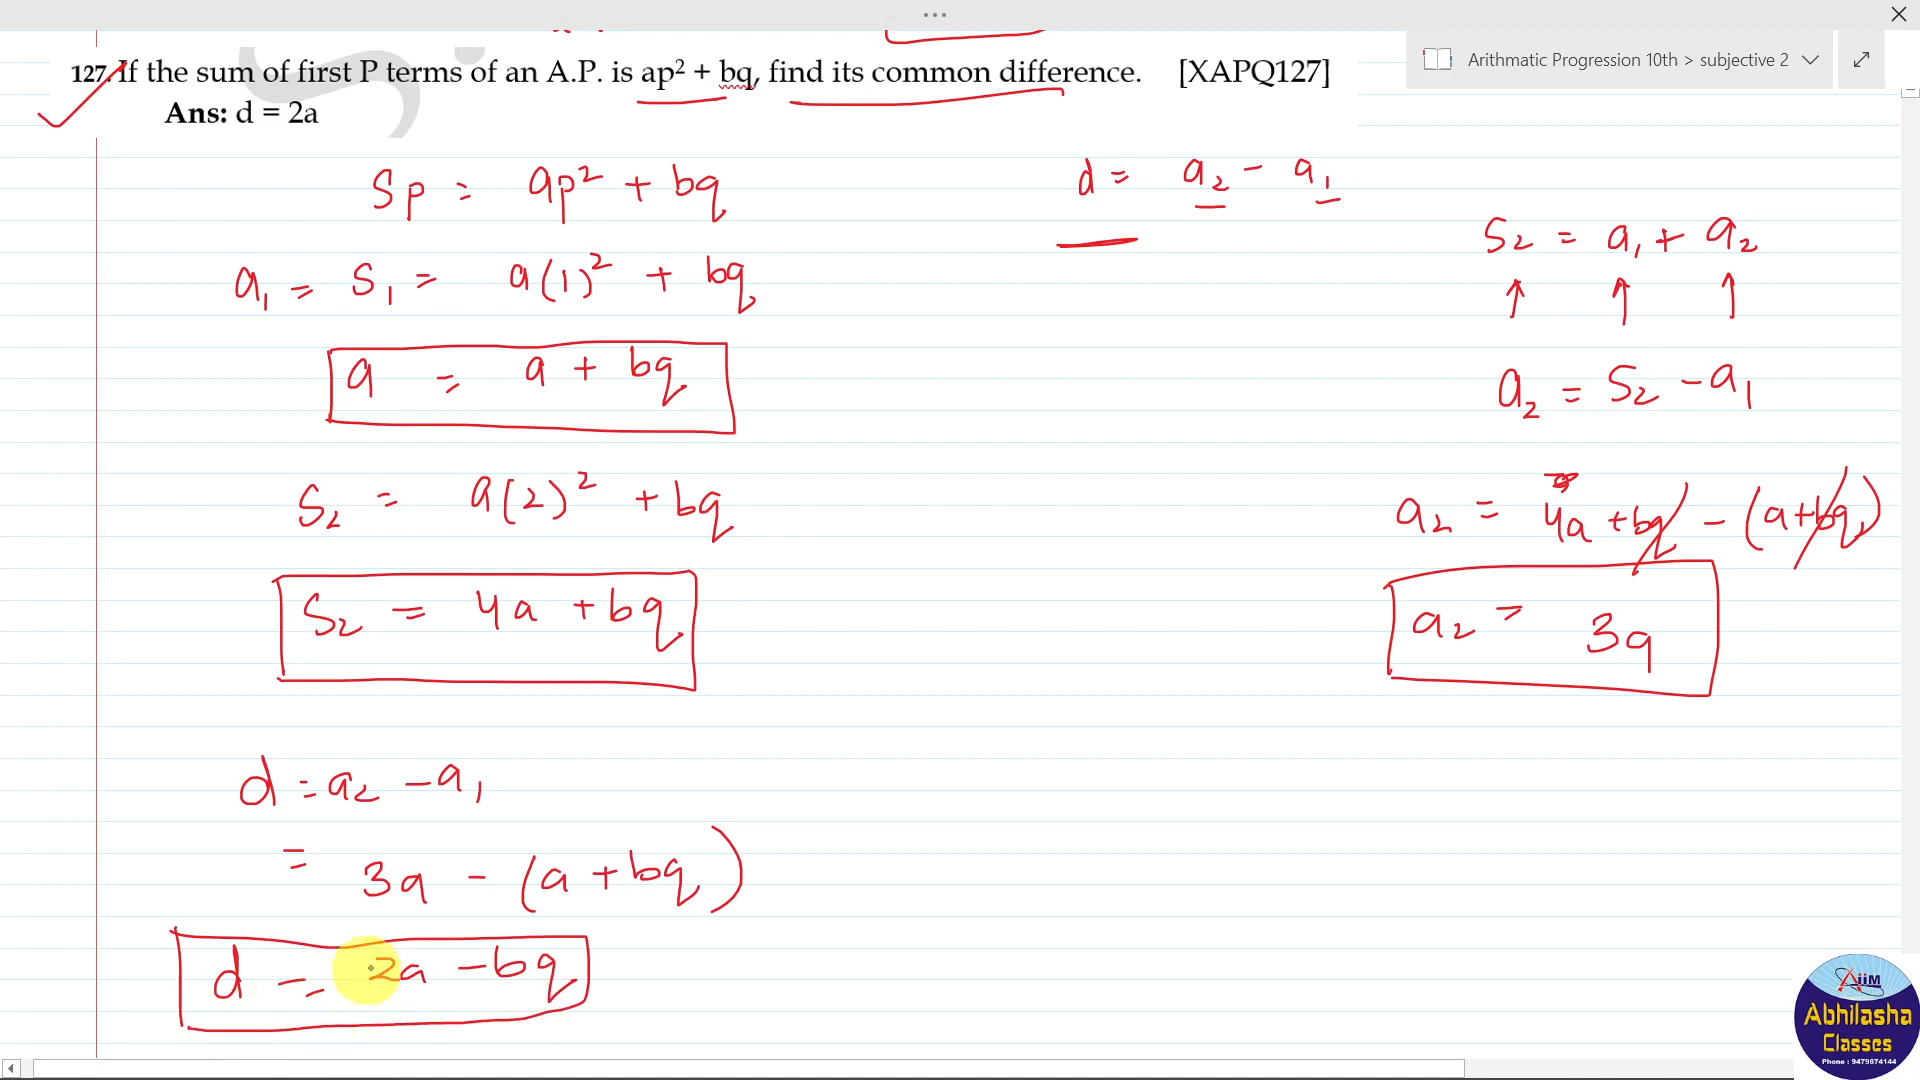 Arithmatic Progression 10th > subjective 2
127. If the sum of first P terms of an A.P. is ap² + bq, find its common difference. [XAPQ127]
Ans: d = 2a
Sp = ap² + bq
a₁ = S₁ = a(1)² + bq
a = a + bq
S₂ = a(2)² + bq
S₂ = 4a + bq
d = a₂ - a₁
= 3a - (a + bq)
d = 2a - bq
d = a₂ - a₁
S₂ = a₁ + a₂
a₂ = S₂ - a₁
a₂ = 4a + bq - (a + bq)
a₂ = 3a
AIIM
Abhilasha
Classes
Phone : 9479674144